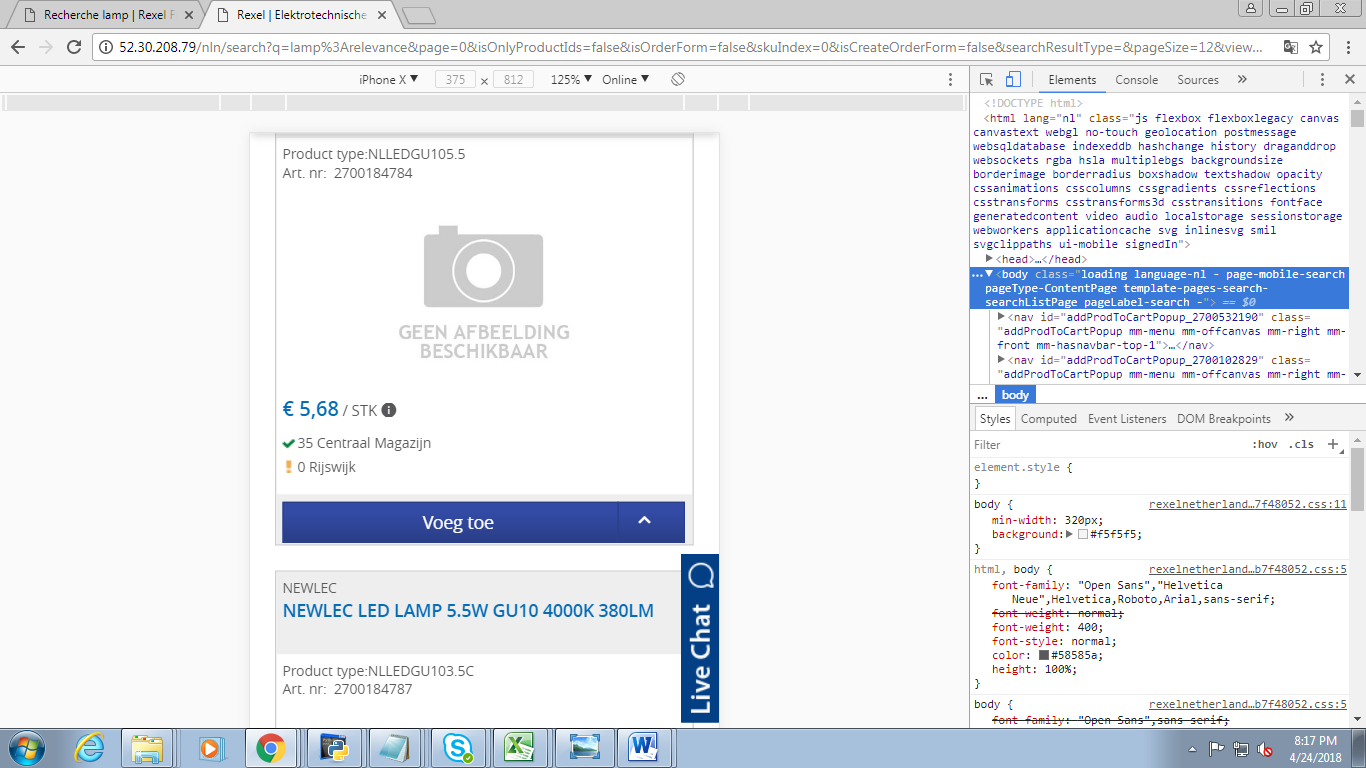 Recherche lamp | Rexel F
Rexel | Elektrotechnische
52.30.208.79/nln/search?q=lamp%3Arelevance&page=0&isOnlyProductIds=false&isOrderForm=false&skuIndex=0&isCreateOrderForm=false&searchResultType=&pageSize=12&view...
iPhone X ▼ 375 × 812 125% ▼ Online ▼
Elements Console Sources »
Product type:NLLEDGU105.5
Art. nr: 2700184784
GEEN AFBEELDING
BESCHIKBAAR
€ 5,68 / STK
35 Centraal Magazijn
0 Rijswijk
Voeg toe
NEWLEC
NEWLEC LED LAMP 5.5W GU10 4000K 380LM
Product type:NLLEDGU103.5C
Art. nr: 2700184787
Live Chat
<!DOCTYPE html>
<html lang="nl" class="js flexbox flexboxlegacy canvas
canvastext webgl no-touch geolocation postmessage
websqldatabase indexeddb hashchange history draganddrop
websockets rgba hsla multiplebgs backgroundsize
borderimage borderradius boxshadow textshadow opacity
cssanimations csscolumns cssgradients cssreflections
csstransforms csstransforms3d csstransitions fontface
generatedcontent video audio localstorage sessionstorage
webworkers applicationcache svg inlinesvg smil
svgclippaths ui-mobile signedIn">
▶<head>…</head>
…▼<body class="loading language-nl - page-mobile-search
pageType-ContentPage template-pages-search-
searchListPage pageLabel-search -"> == $0
▶<nav id="addProdToCartPopup_2700532190" class=
"addProdToCartPopup mm-menu mm-offcanvas mm-right mm-
front mm-hasnavbar-top-1">…</nav>
▶<nav id="addProdToCartPopup_2700102829" class=
"addProdToCartPopup mm-menu mm-offcanvas mm-right mm-
... body
Styles Computed Event Listeners DOM Breakpoints »
Filter :hov .cls +
element.style {
}
body { rexelnetherland…7f48052.css:11
min-width: 320px;
background:▶ #f5f5f5;
}
html, body { rexelnetherland…b7f48052.css:5
font-family: "Open Sans","Helvetica
Neue",Helvetica,Roboto,Arial,sans-serif;
font-weight: normal;
font-weight: 400;
font-style: normal;
color: #58585a;
height: 100%;
}
body { rexelnetherland…b7f48052.css:5
font-family: "Open Sans",sans-serif;
8:17 PM
4/24/2018